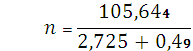 n = 105,644 / 2,725 + 0,49